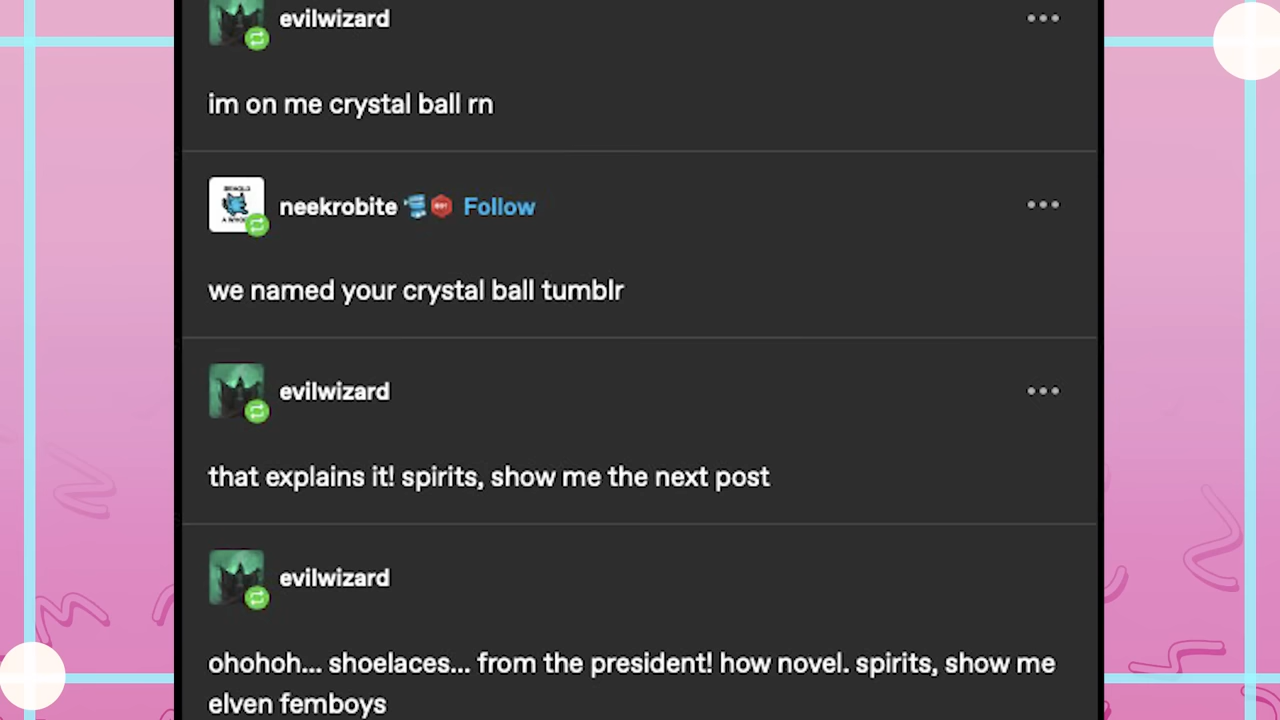 evilwizard
im on me crystal ball rn
neekrobite Follow
we named your crystal ball tumblr
evilwizard
that explains it! spirits, show me the next post
evilwizard
ohohoh... shoelaces... from the president! how novel. spirits, show me
elven femboys